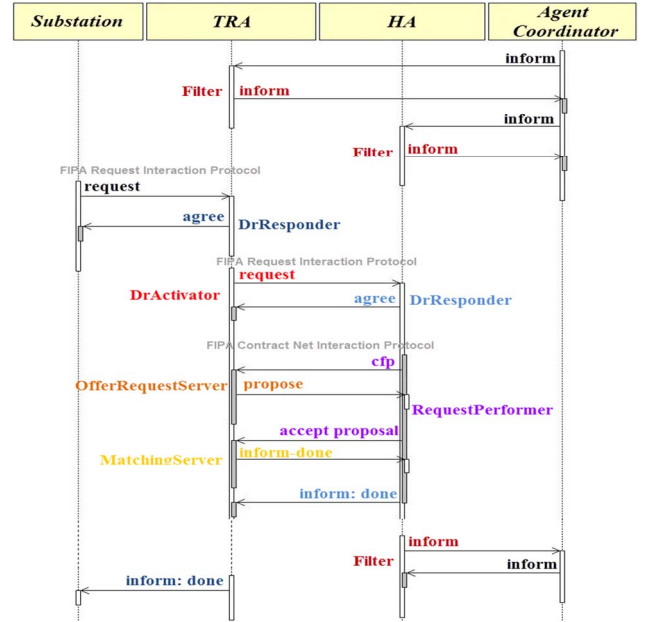 Substation
TRA
HA
Agent
Coordinator
inform
Filter
inform
inform
Filter
inform
FIPA Request Interaction Protocol
request
agree
DrResponder
FIPA Request Interaction Protocol
request
DrActivator
agree
DrResponder
FIPA Contract Net Interaction Protocol
cfp
OfferRequestServer
propose
RequestPerformer
accept proposal
MatchingServer
inform-done
inform: done
inform
Filter
inform
inform: done